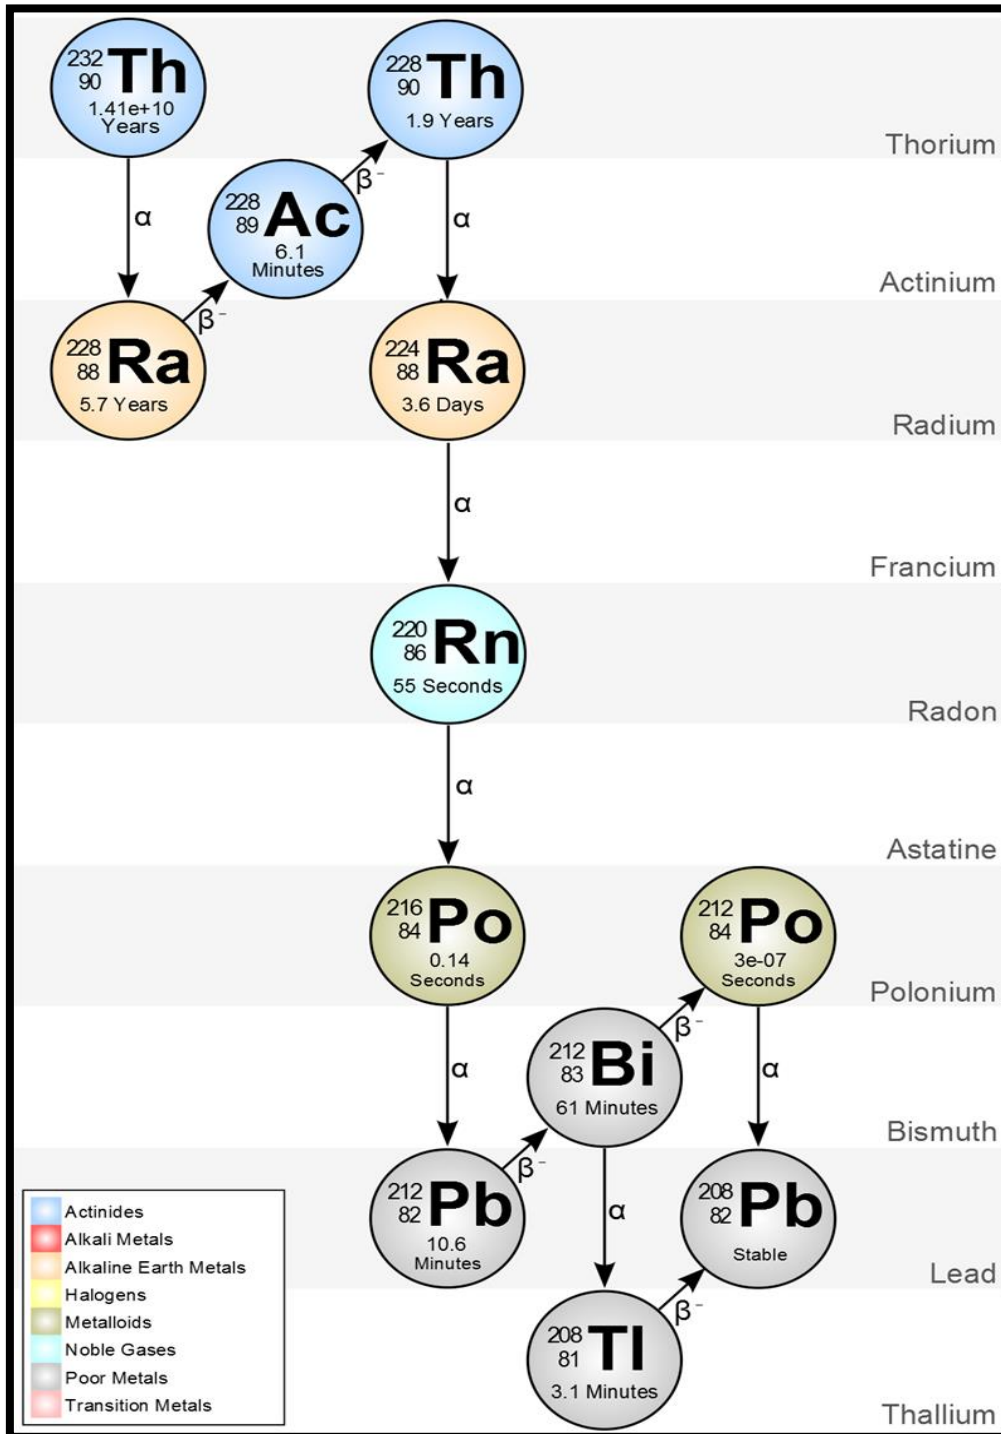 232
90 Th
1.41e+10
Years
228
90 Th
1.9 Years
Thorium
α
β⁻
α
228
89 Ac
6.1
Minutes
Actinium
β⁻
228
88 Ra
5.7 Years
224
88 Ra
3.6 Days
Radium
α
Francium
220
86 Rn
55 Seconds
Radon
α
Astatine
216
84 Po
0.14
Seconds
212
84 Po
3e-07
Seconds
Polonium
α
β⁻
α
212
83 Bi
61 Minutes
Bismuth
β⁻
212
82 Pb
10.6
Minutes
α
208
82 Pb
Stable
Lead
β⁻
208
81 Tl
3.1 Minutes
Thallium
Actinides
Alkali Metals
Alkaline Earth Metals
Halogens
Metalloids
Noble Gases
Poor Metals
Transition Metals